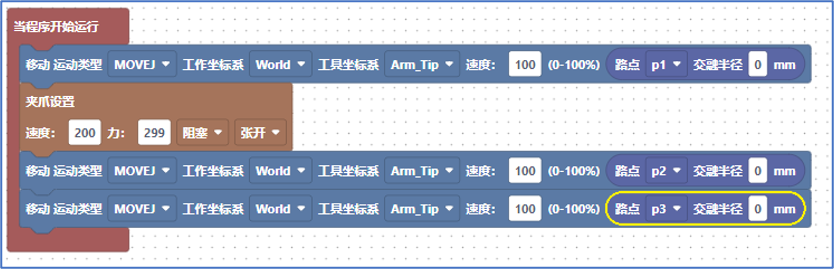 当程序开始运行
移动 运动类型 MOVEJ 工作坐标系 World 工具坐标系 Arm_Tip 速度： 100 (0-100%) 路点 p1 交融半径 0 mm
夹爪设置
速度： 200 力： 299 阻塞 张开
移动 运动类型 MOVEJ 工作坐标系 World 工具坐标系 Arm_Tip 速度： 100 (0-100%) 路点 p2 交融半径 0 mm
移动 运动类型 MOVEJ 工作坐标系 World 工具坐标系 Arm_Tip 速度： 100 (0-100%) 路点 p3 交融半径 0 mm